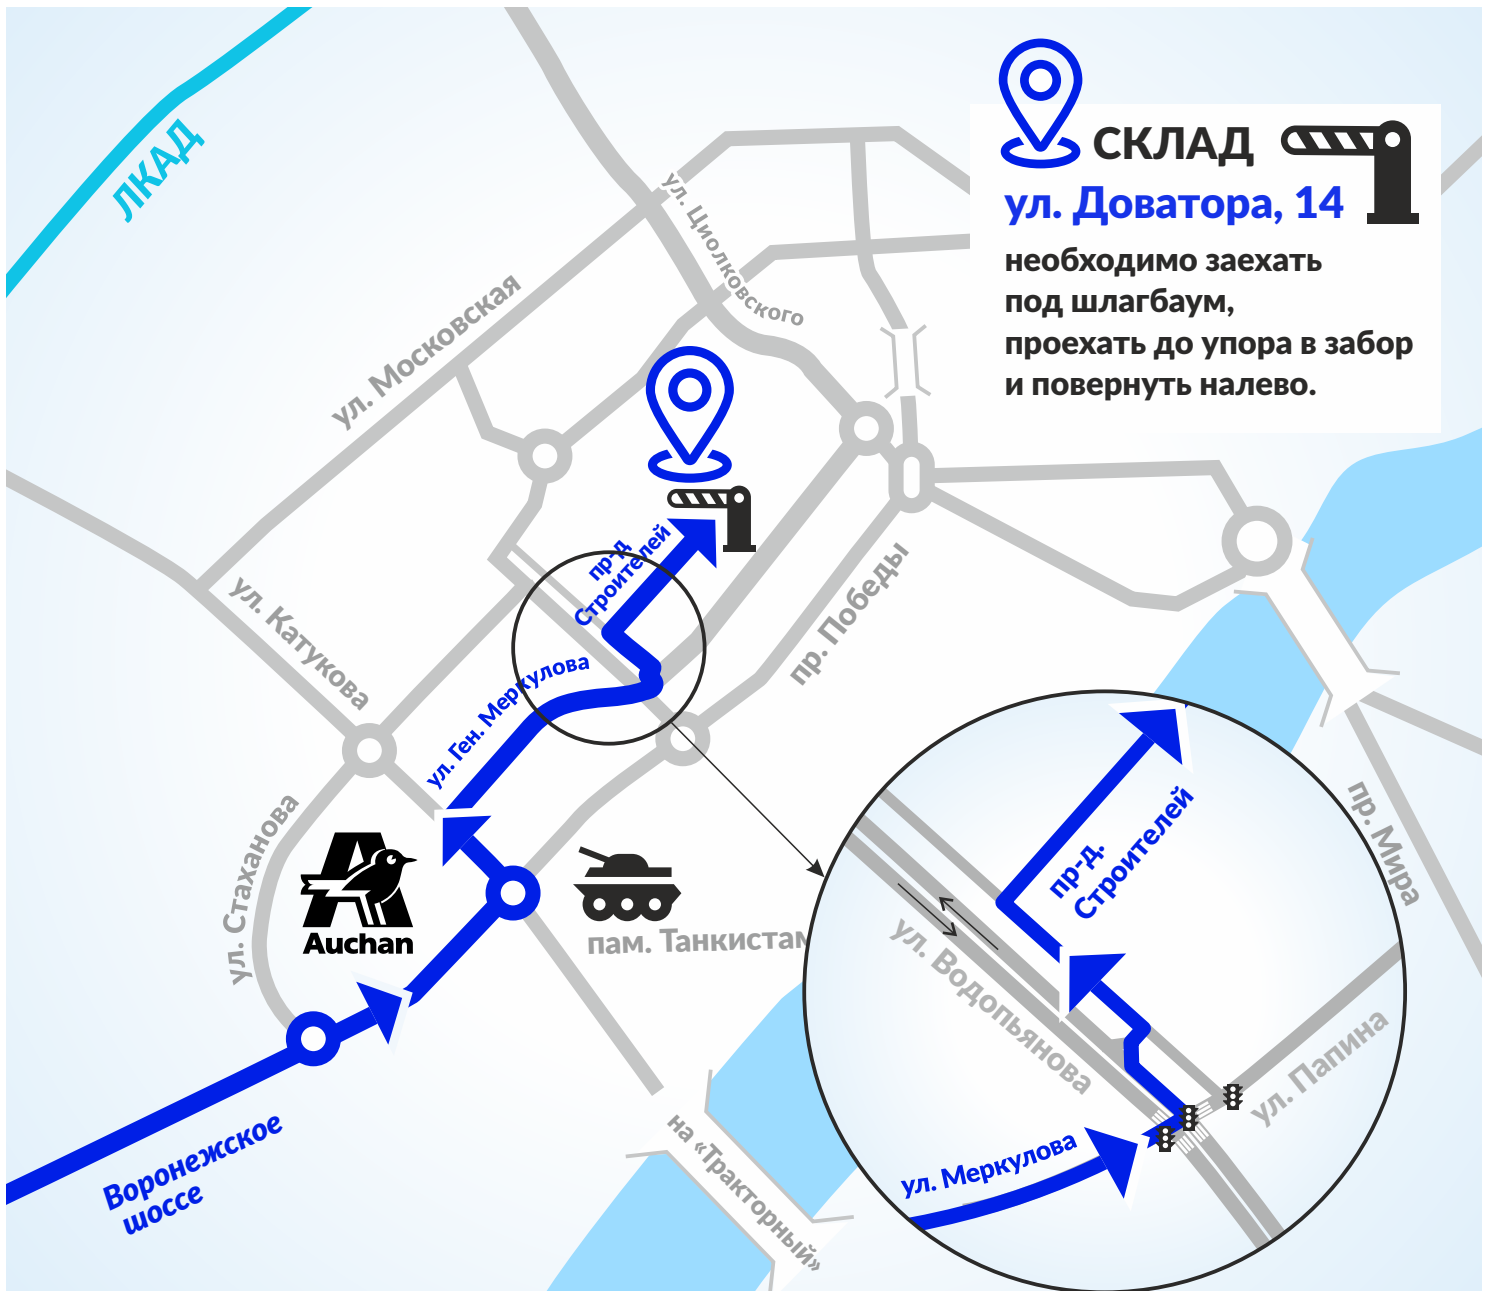 ЛКАД
СКЛАД
ул. Доватора, 14
необходимо заехать
под шлагбаум,
проехать до упора в забор
и повернуть налево.
ул. Циолковского
ул. Московская
пр-д
Строителей
ул. Катукова
пр. Победы
ул. Ген. Меркулова
ул. Стаханова
Auchan
пам. Танкистам
пр. Мира
пр-д.
Строителей
ул. Водопьянова
ул. Папина
ул. Меркулова
Воронежское
шоссе
на «Тракторный»